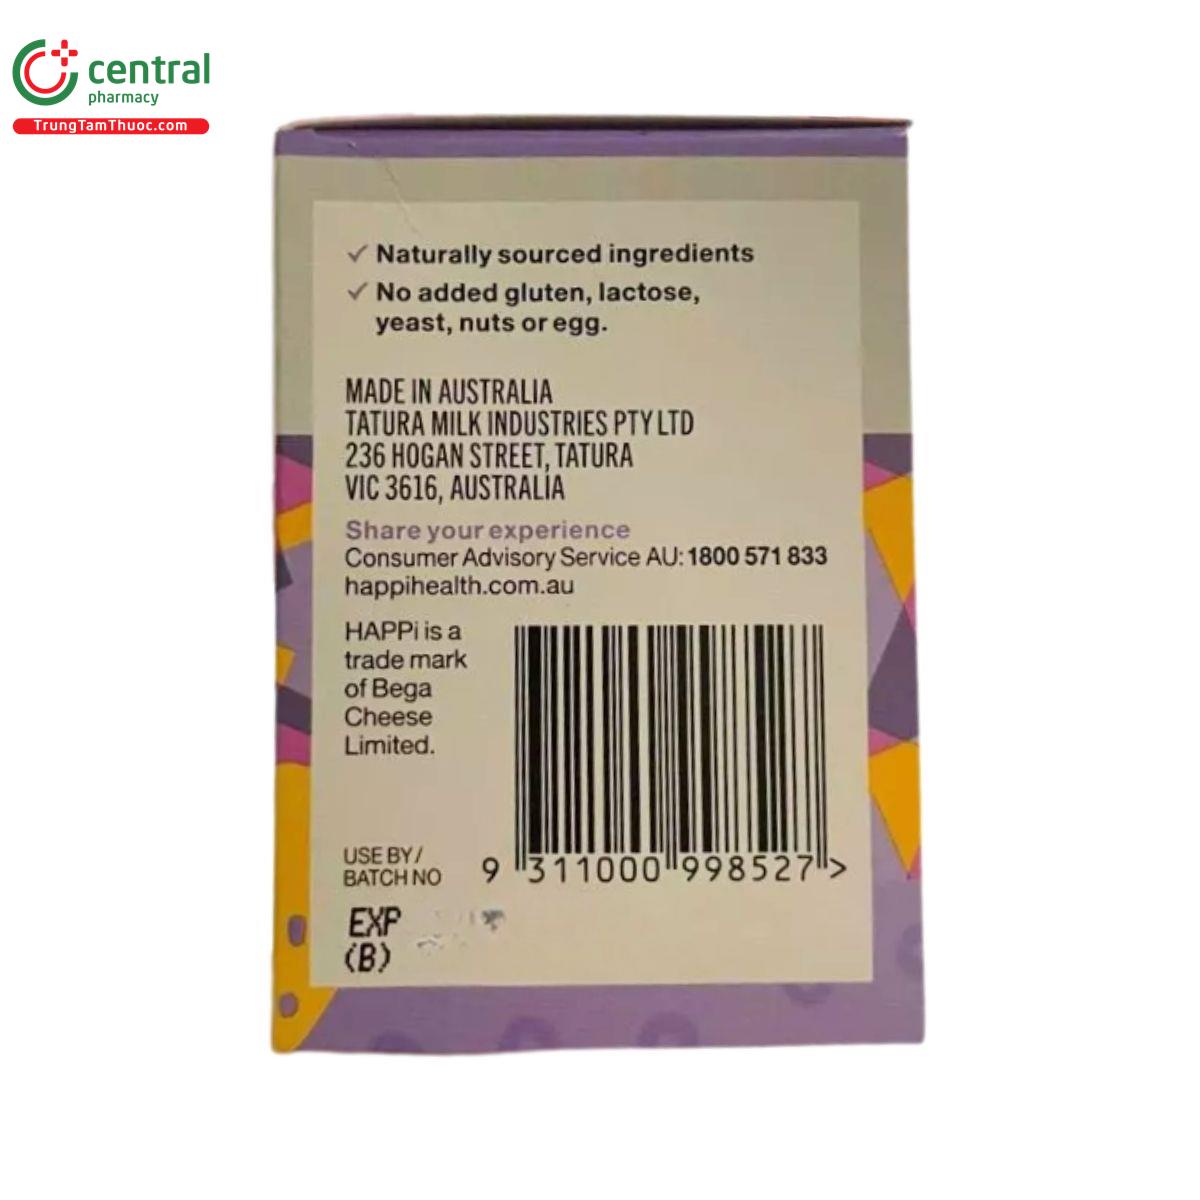 central
pharmacy
TrungTamThuoc.com
Naturally sourced ingredients
No added gluten, lactose,
yeast, nuts or egg.
MADE IN AUSTRALIA
TATURA MILK INDUSTRIES PTY LTD
236 HOGAN STREET, TATURA
VIC 3616, AUSTRALIA
Share your experience
Consumer Advisory Service AU: 1800 571 833
happihealth.com.au
HAPPi is a
trade mark
of Bega
Cheese
Limited.
USE BY/
BATCH NO
9 311000 998527 >
EXP
(B)